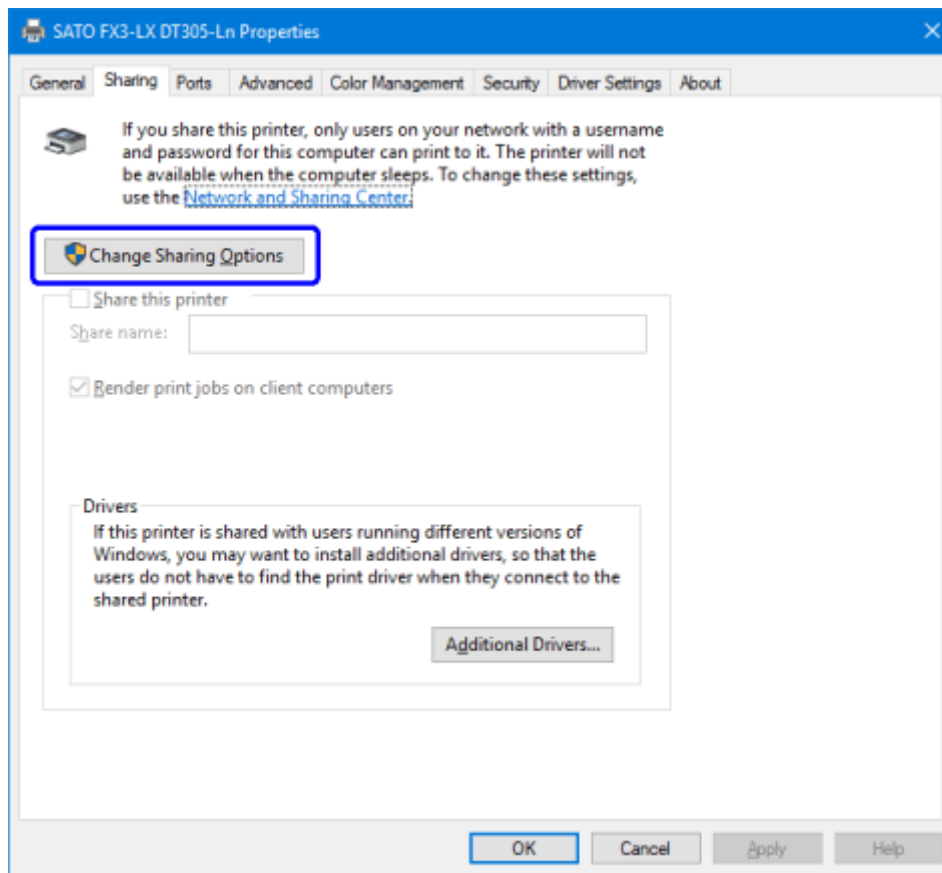 SATO FX3-LX DT305-Ln Properties
General Sharing Ports Advanced Color Management Security Driver Settings About
If you share this printer, only users on your network with a username
and password for this computer can print to it. The printer will not
be available when the computer sleeps. To change these settings,
use the Network and Sharing Center.
Change Sharing Options
Share this printer
Share name:
Render print jobs on client computers
Drivers
If this printer is shared with users running different versions of
Windows, you may want to install additional drivers, so that the
users do not have to find the print driver when they connect to the
shared printer.
Additional Drivers...
OK Cancel Apply Help